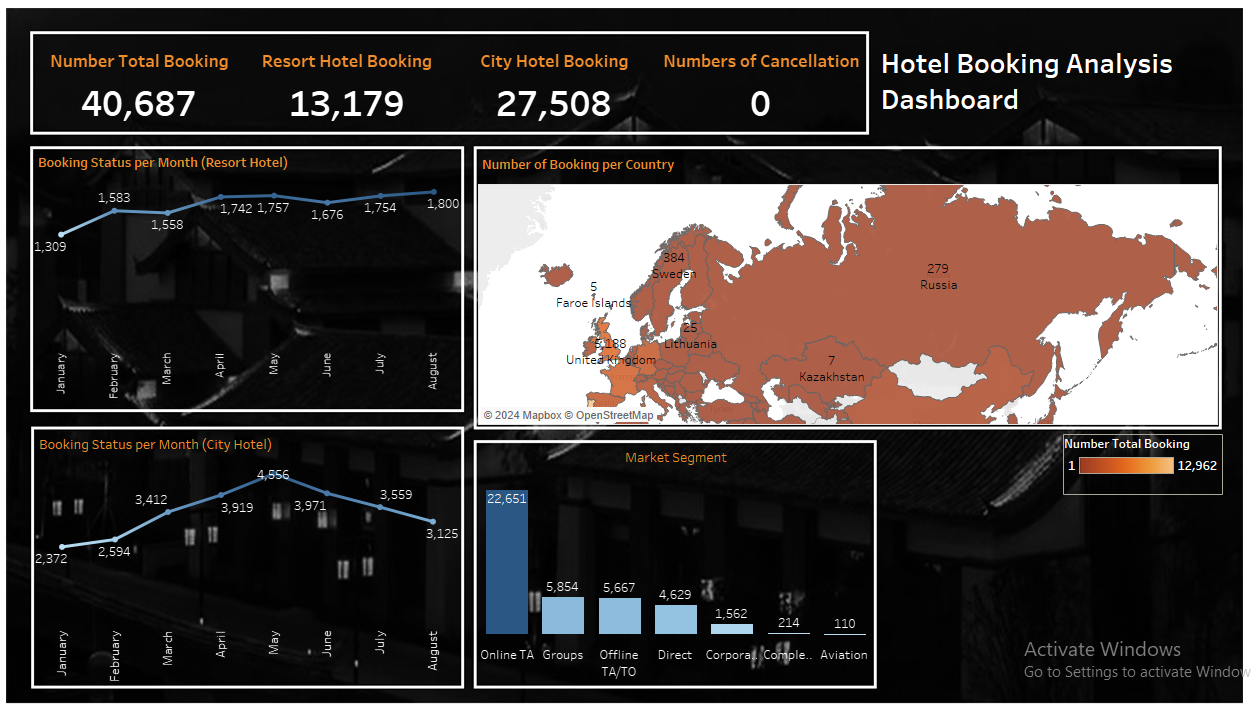 Number Total Booking
Resort Hotel Booking
City Hotel Booking
Numbers of Cancellation
40,687
13,179
27,508
0
Hotel Booking Analysis
Dashboard
Booking Status per Month (Resort Hotel)
1,309
1,583
1,558
1,742
1,757
1,676
1,754
1,800
January
February
March
April
May
June
July
August
Number of Booking per Country
384
Sweden
279
Russia
5
Faroe Islands
25
Lithuania
5,188
United Kingdom
7
Kazakhstan
© 2024 Mapbox © OpenStreetMap
Booking Status per Month (City Hotel)
2,372
2,594
3,412
3,919
4,556
3,971
3,559
3,125
January
February
March
April
May
June
July
August
Market Segment
22,651
5,854
5,667
4,629
1,562
214
110
Online TA
Groups
Offline
TA/TO
Direct
Corpora..
Comple..
Aviation
Number Total Booking
1
12,962
Activate Windows
Go to Settings to activate Window